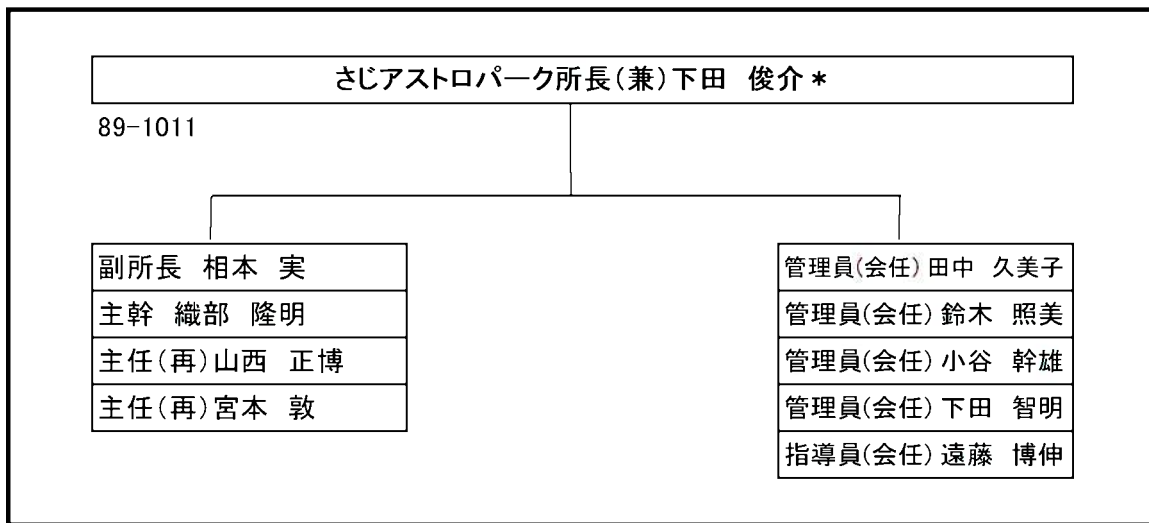 さじアストロパーク所長(兼)下田　俊介＊
89-1011
副所長　相本　実
主幹　織部　隆明
主任(再)山西　正博
主任(再)宮本　敦
管理員(会任)田中　久美子
管理員(会任)鈴木　照美
管理員(会任)小谷　幹雄
管理員(会任)下田　智明
指導員(会任)遠藤　博伸